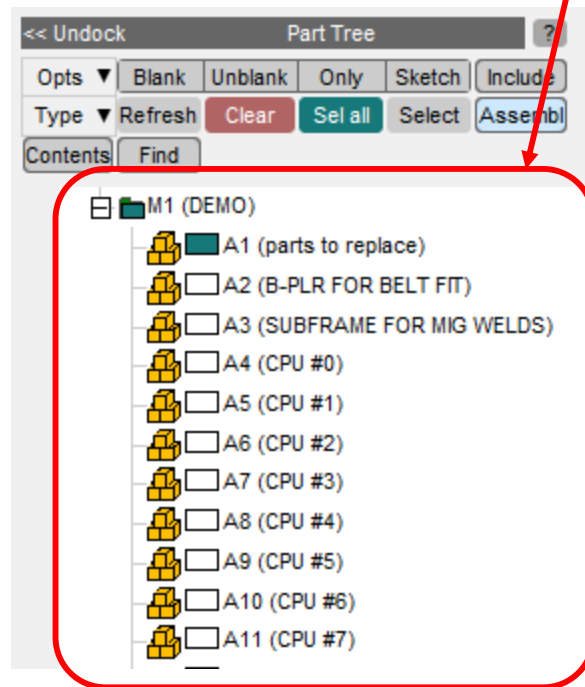 << Undock Part Tree ?
Opts ▼ Blank Unblank Only Sketch Include
Type ▼ Refresh Clear Sel all Select Assembl
Contents Find
M1 (DEMO)
A1 (parts to replace)
A2 (B-PLR FOR BELT FIT)
A3 (SUBFRAME FOR MIG WELDS)
A4 (CPU #0)
A5 (CPU #1)
A6 (CPU #2)
A7 (CPU #3)
A8 (CPU #4)
A9 (CPU #5)
A10 (CPU #6)
A11 (CPU #7)